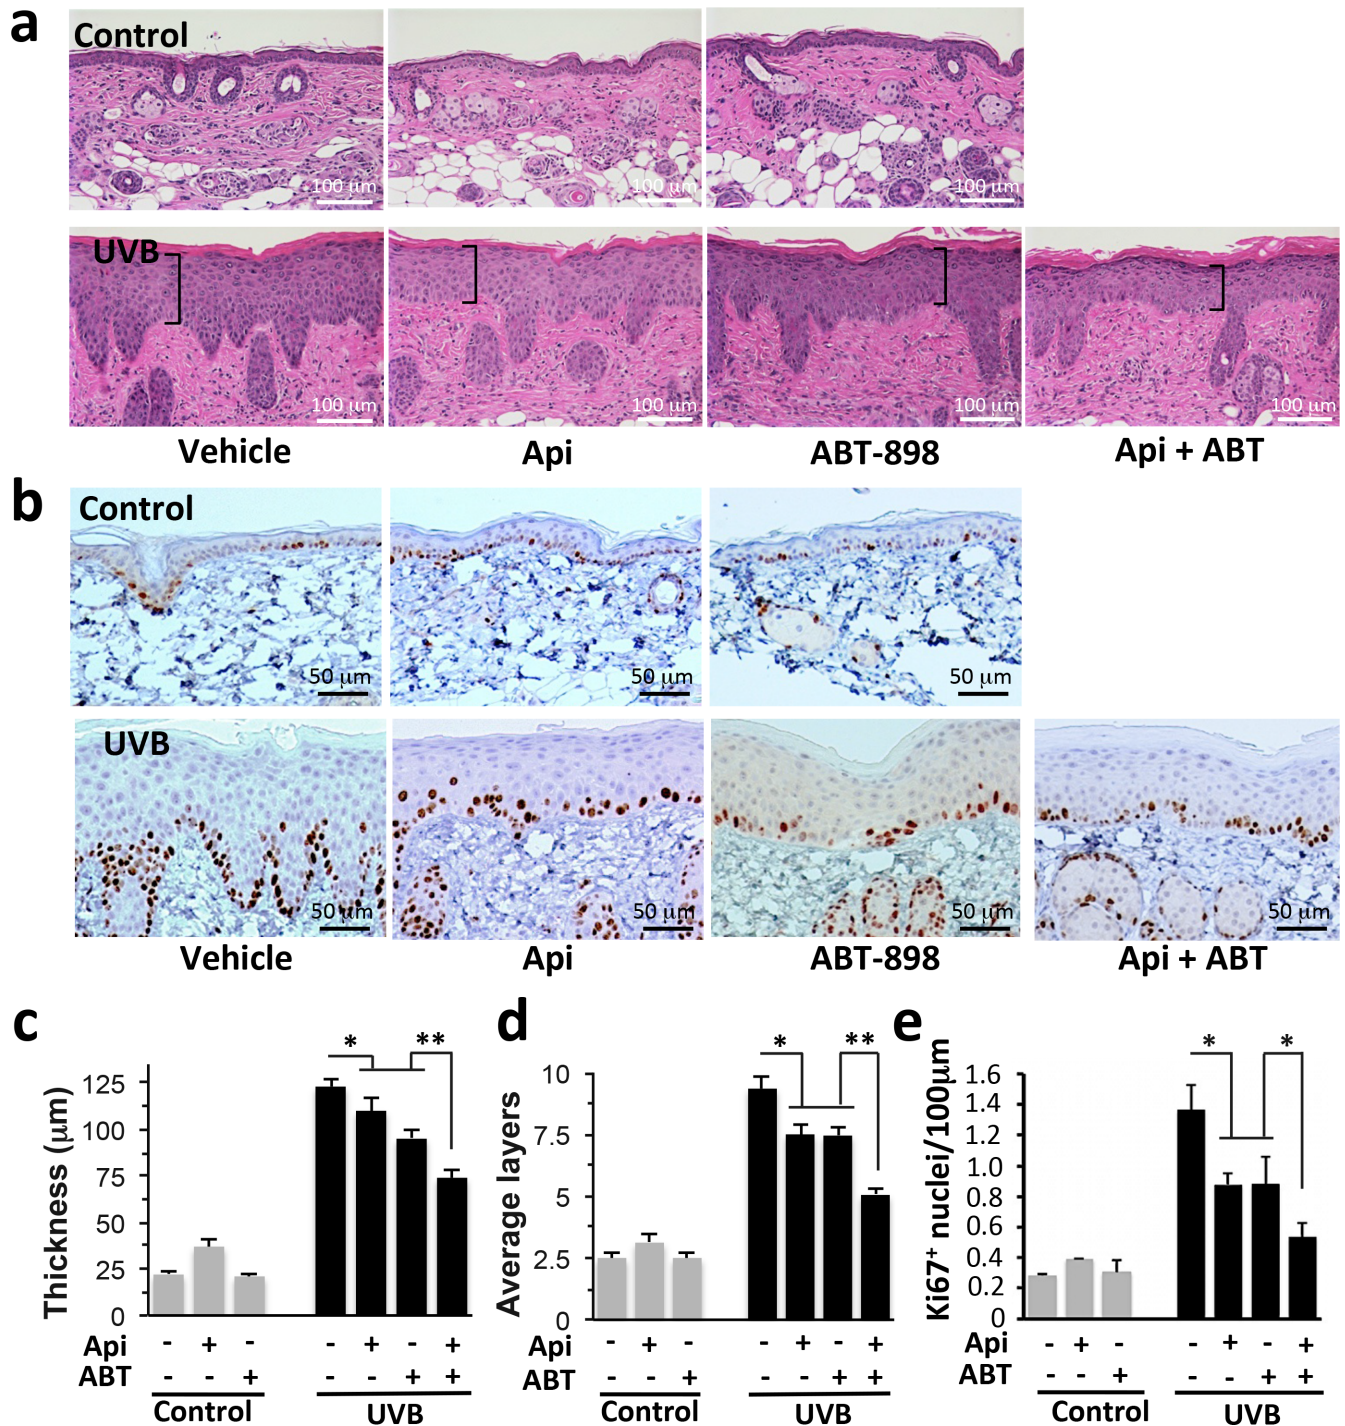 a
Control
100 µm
100 µm
100 µm
UVB
100 µm
100 µm
100 µm
100 µm
Vehicle Api ABT-898 Api + ABT
b
Control
50 µm
50 µm
50 µm
UVB
50 µm
50 µm
50 µm
50 µm
Vehicle Api ABT-898 Api + ABT
c
Thickness (µm)
125
100
75
50
25
0
* **
Api - + - - + - +
ABT - - + - - + +
Control UVB
d
Average layers
10
7.5
5
2.5
0
* **
Api - + - - + - +
ABT - - + - - + +
Control UVB
e
Ki67⁺ nuclei/100µm
1.6
1.4
1.2
1.0
0.8
0.6
0.4
0.2
0
* *
Api - + - - + - +
ABT - - + - - + +
Control UVB